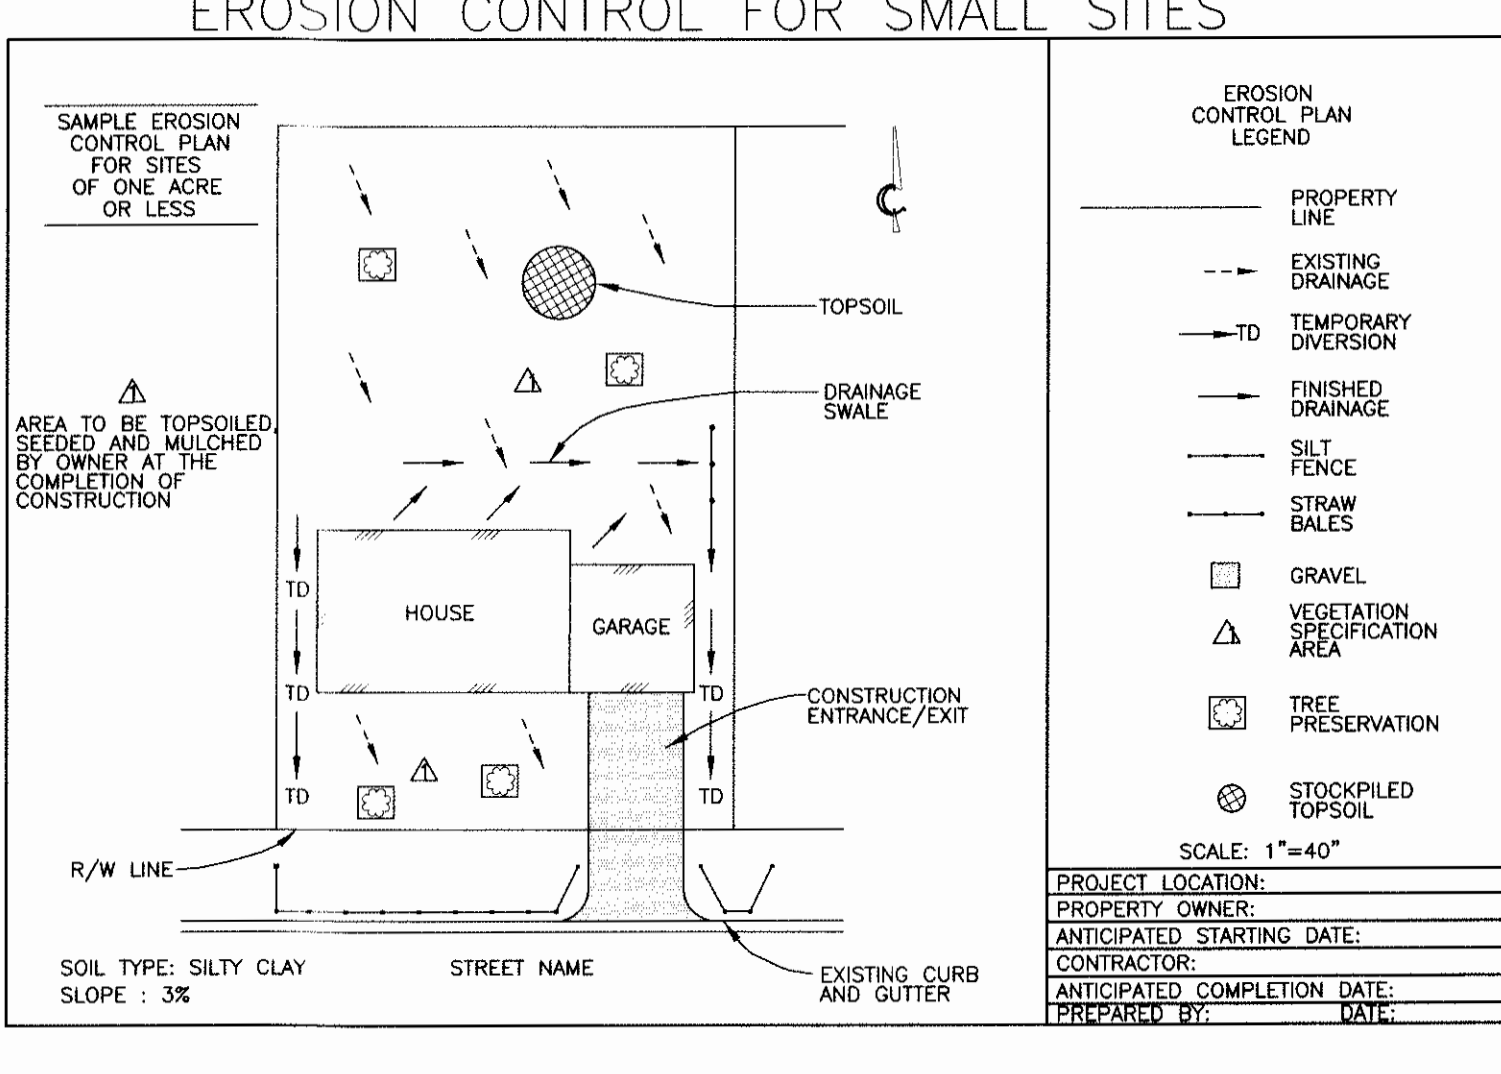 EROSION CONTROL FOR SMALL SITES
SAMPLE EROSION
CONTROL PLAN
FOR SITES
OF ONE ACRE
OR LESS
TOPSOIL
1
DRAINAGE
SWALE
1
AREA TO BE TOPSOILED,
SEEDED AND MULCHED
BY OWNER AT THE
COMPLETION OF
CONSTRUCTION
TD
HOUSE
GARAGE
TD
TD
CONSTRUCTION
ENTRANCE/EXIT
1
TD
TD
R/W LINE
SOIL TYPE: SILTY CLAY
SLOPE : 3%
STREET NAME
EXISTING CURB
AND GUTTER
EROSION
CONTROL PLAN
LEGEND
PROPERTY
LINE
EXISTING
DRAINAGE
TD
TEMPORARY
DIVERSION
FINISHED
DRAINAGE
SILT
FENCE
STRAW
BALES
GRAVEL
1
VEGETATION
SPECIFICATION
AREA
TREE
PRESERVATION
STOCKPILED
TOPSOIL
SCALE: 1"=40"
PROJECT LOCATION:
PROPERTY OWNER:
ANTICIPATED STARTING DATE:
CONTRACTOR:
ANTICIPATED COMPLETION DATE:
PREPARED BY: DATE: